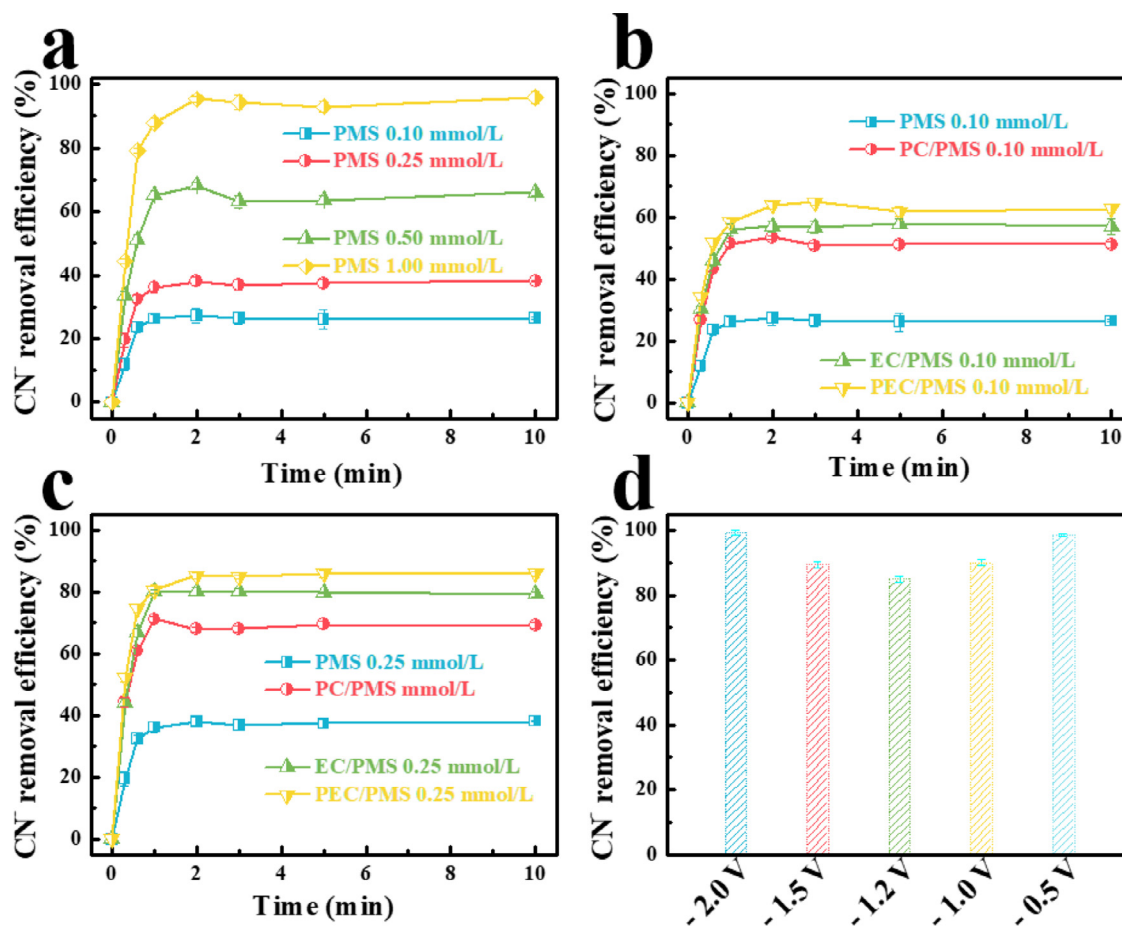 a
CN⁻ removal efficiency (%)
100
80
60
40
20
0
PMS 0.10 mmol/L
PMS 0.25 mmol/L
PMS 0.50 mmol/L
PMS 1.00 mmol/L
0 2 4 6 8 10
Time (min)
b
CN⁻ removal efficiency (%)
100
80
60
40
20
0
PMS 0.10 mmol/L
PC/PMS 0.10 mmol/L
EC/PMS 0.10 mmol/L
PEC/PMS 0.10 mmol/L
0 2 4 6 8 10
Time (min)
c
CN⁻ removal efficiency (%)
100
80
60
40
20
0
PMS 0.25 mmol/L
PC/PMS mmol/L
EC/PMS 0.25 mmol/L
PEC/PMS 0.25 mmol/L
0 2 4 6 8 10
Time (min)
d
CN⁻ removal efficiency (%)
100
80
60
40
20
0
- 2.0 V
- 1.5 V
- 1.2 V
- 1.0 V
- 0.5 V